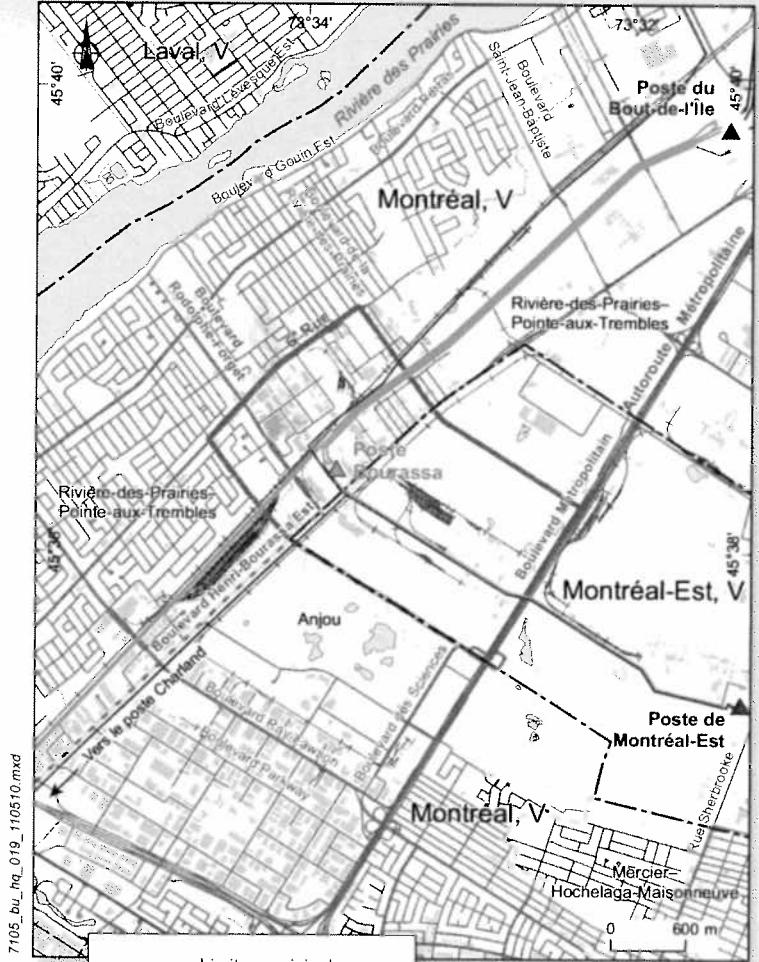 73°34'
73°32'
Laval, V
45°40'
Boulevard Lévesque Est
Rivière des Prairies
Boulevard
Saint-Jean-Baptiste
Poste du
Bout-de-l'Île
45°40'
Boulevard Gouin Est
Montréal, V
Boulevard
Rodolphe-Forget
Rivière-des-Prairies–
Pointe-aux-Trembles
Autoroute Métropolitaine
Poste
Bourassa
Rivière-des-Prairies–
Pointe-aux-Trembles
45°38'
Boulevard Henri-Bourassa Est
Boulevard Métropolitain
45°38'
Montréal-Est, V
Anjou
Vers le poste Charland
Boulevard Ray-Lawson
Boulevard Parkway
Boulevard des Sciences
Poste de
Montréal-Est
Rue Sherbrooke
Montréal, V
Mercier–
Hochelaga-Maisonneuve
0 600 m
7105_bu_hq_019_110510.mxd